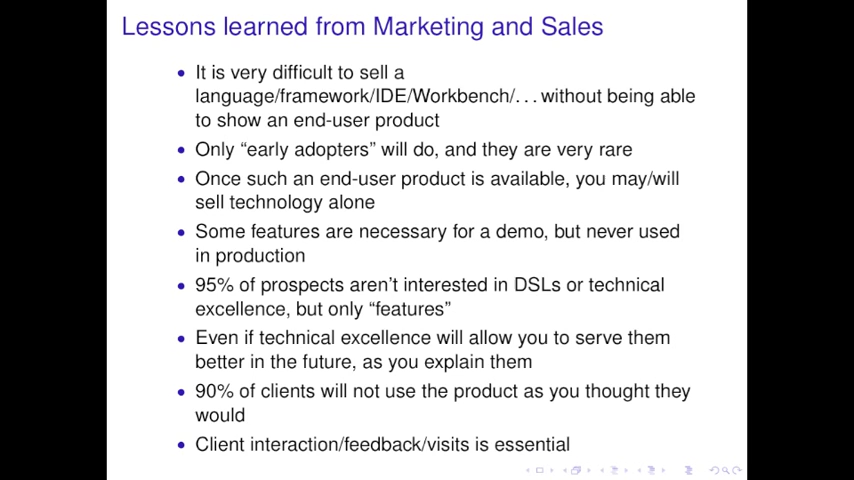 Lessons learned from Marketing and Sales
• It is very difficult to sell a
language/framework/IDE/Workbench/... without being able
to show an end-user product
• Only “early adopters” will do, and they are very rare
• Once such an end-user product is available, you may/will
sell technology alone
• Some features are necessary for a demo, but never used
in production
• 95% of prospects aren’t interested in DSLs or technical
excellence, but only “features”
• Even if technical excellence will allow you to serve them
better in the future, as you explain them
• 90% of clients will not use the product as you thought they
would
• Client interaction/feedback/visits is essential